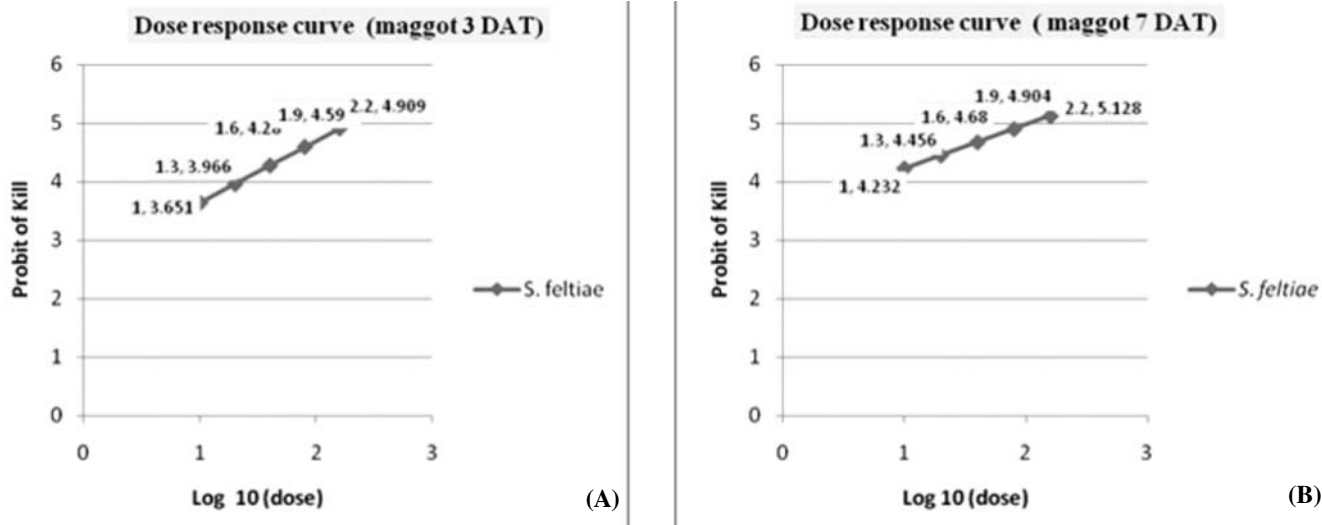 Dose response curve (maggot 3 DAT)
6
5
4
3
2
1
0
0 1 2 3
Probit of Kill
Log 10 (dose)
1, 3.651
1.3, 3.966
1.6,
1.9, 4.59
2.2, 4.909
S. feltiae
(A)
Dose response curve ( maggot 7 DAT)
6
5
4
3
2
1
0
0 1 2 3
Probit of Kill
Log 10 (dose)
1, 4.232
1.3, 4.456
1.6, 4.68
1.9, 4.904
2.2, 5.128
S. feltiae
(B)